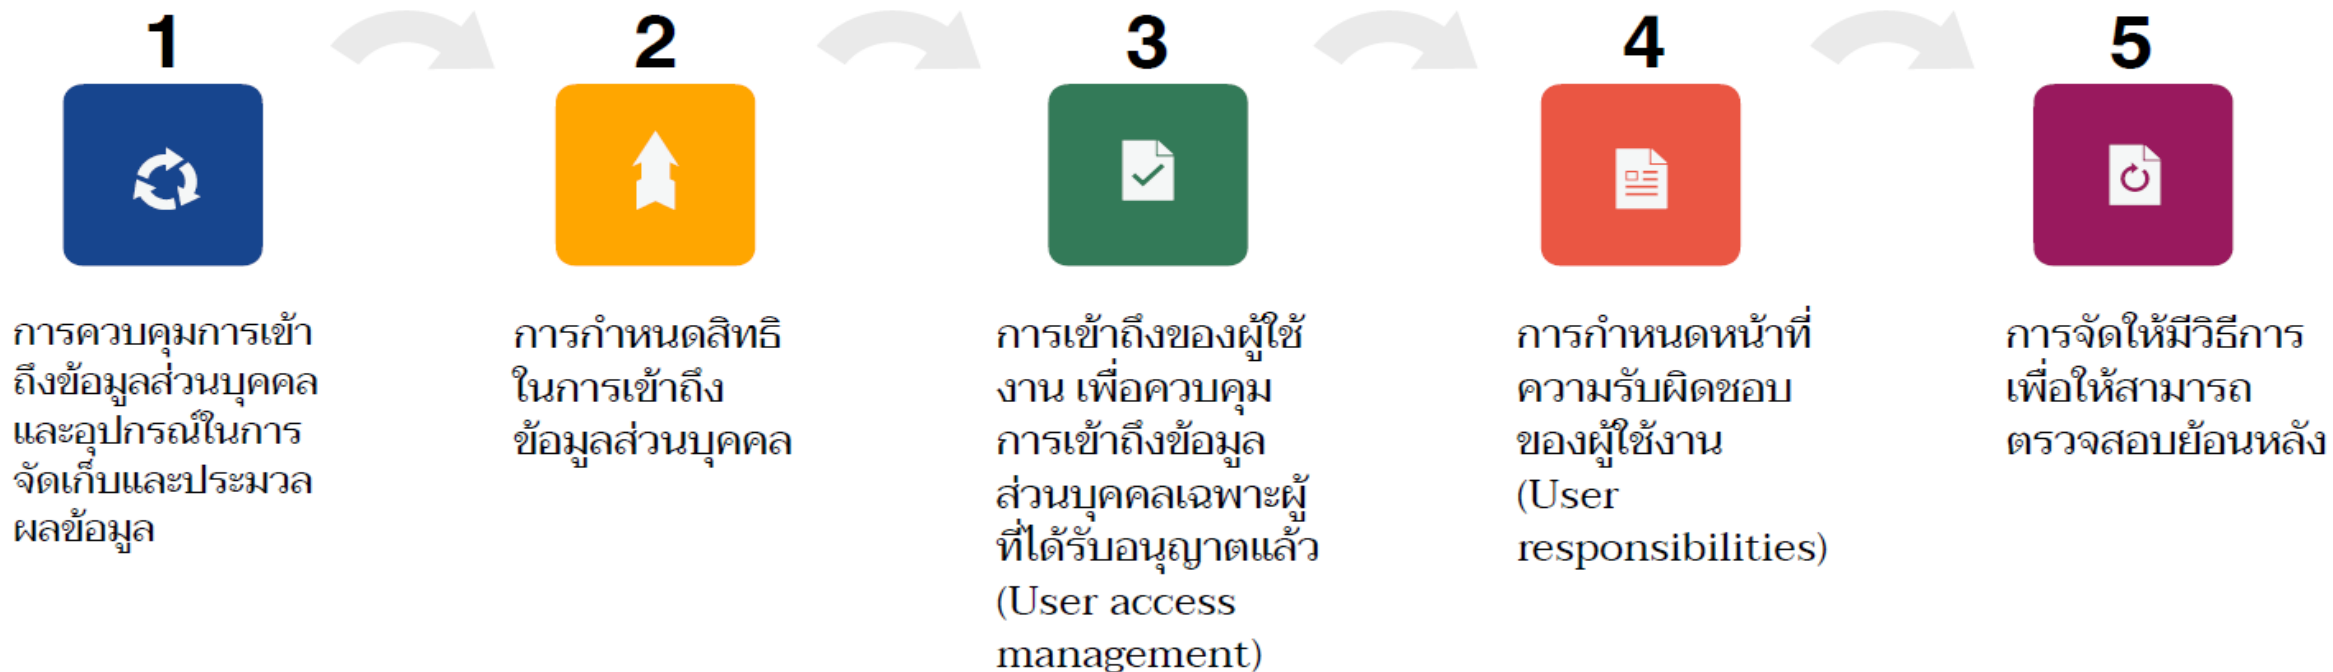 1
การควบคุมการเข้า
ถึงข้อมูลส่วนบุคคล
และอุปกรณ์ในการ
จัดเก็บและประมวล
ผลข้อมูล
2
การกำหนดสิทธิ
ในการเข้าถึง
ข้อมูลส่วนบุคคล
3
การเข้าถึงของผู้ใช้
งาน เพื่อควบคุม
การเข้าถึงข้อมูล
ส่วนบุคคลเฉพาะผู้
ที่ได้รับอนุญาตแล้ว
(User access
management)
4
การกำหนดหน้าที่
ความรับผิดชอบ
ของผู้ใช้งาน
(User
responsibilities)
5
การจัดให้มีวิธีการ
เพื่อให้สามารถ
ตรวจสอบย้อนหลัง